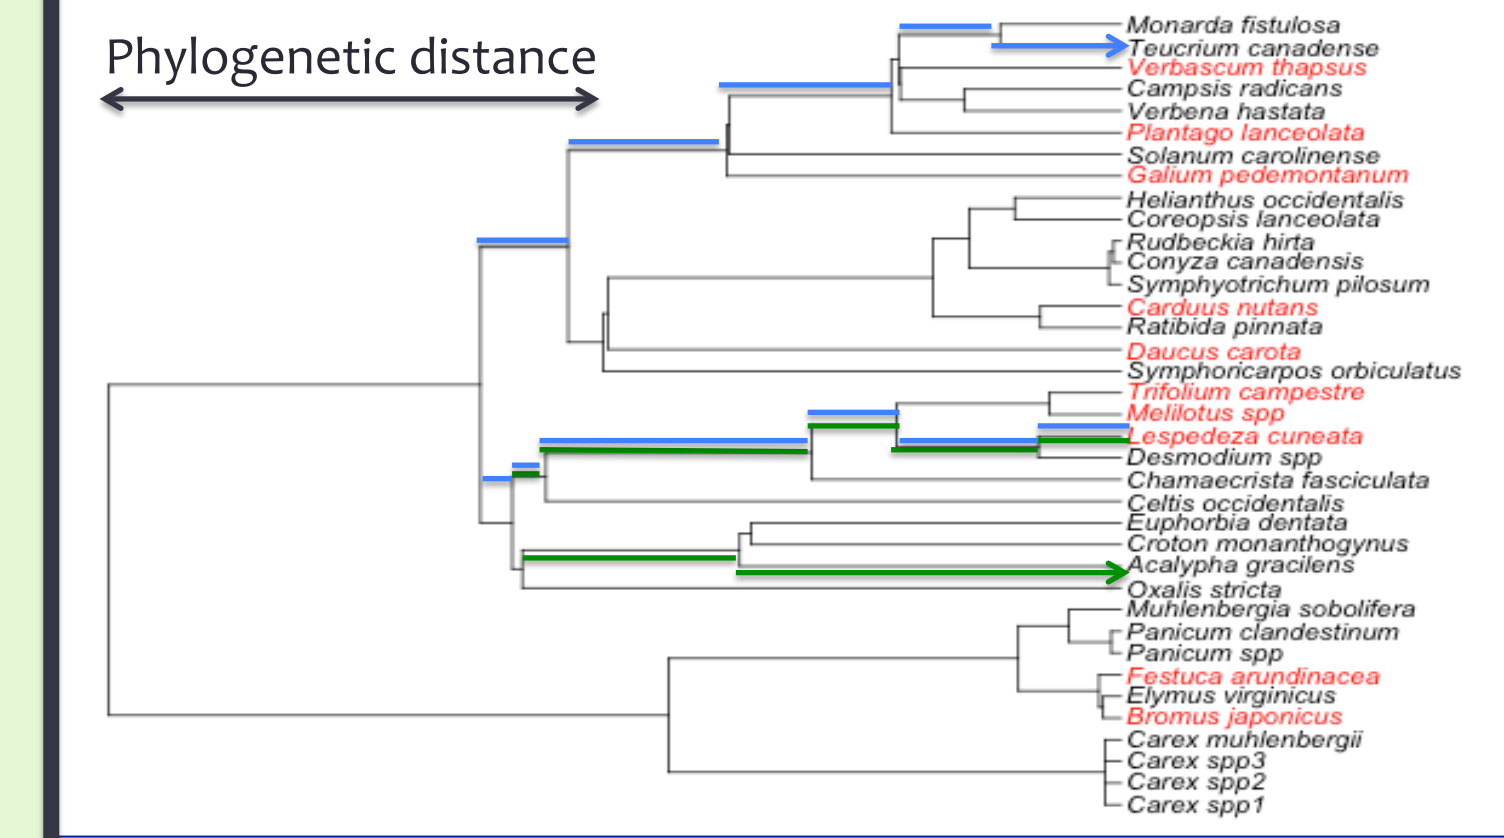 Phylogenetic distance
Monarda fistulosa
Teucrium canadense
Verbascum thapsus
Campsis radicans
Verbena hastata
Plantago lanceolata
Solanum carolinense
Galium pedemontanum
Helianthus occidentalis
Coreopsis lanceolata
Rudbeckia hirta
Conyza canadensis
Symphyotrichum pilosum
Carduus nutans
Ratibida pinnata
Daucus carota
Symphoricarpos orbiculatus
Trifolium campestre
Melilotus spp
Lespedeza cuneata
Desmodium spp
Chamaecrista fasciculata
Celtis occidentalis
Euphorbia dentata
Croton monanthogynus
Acalypha gracilens
Oxalis stricta
Muhlenbergia sobolifera
Panicum clandestinum
Panicum spp
Festuca arundinacea
Elymus virginicus
Bromus japonicus
Carex muhlenbergii
Carex spp3
Carex spp2
Carex spp1